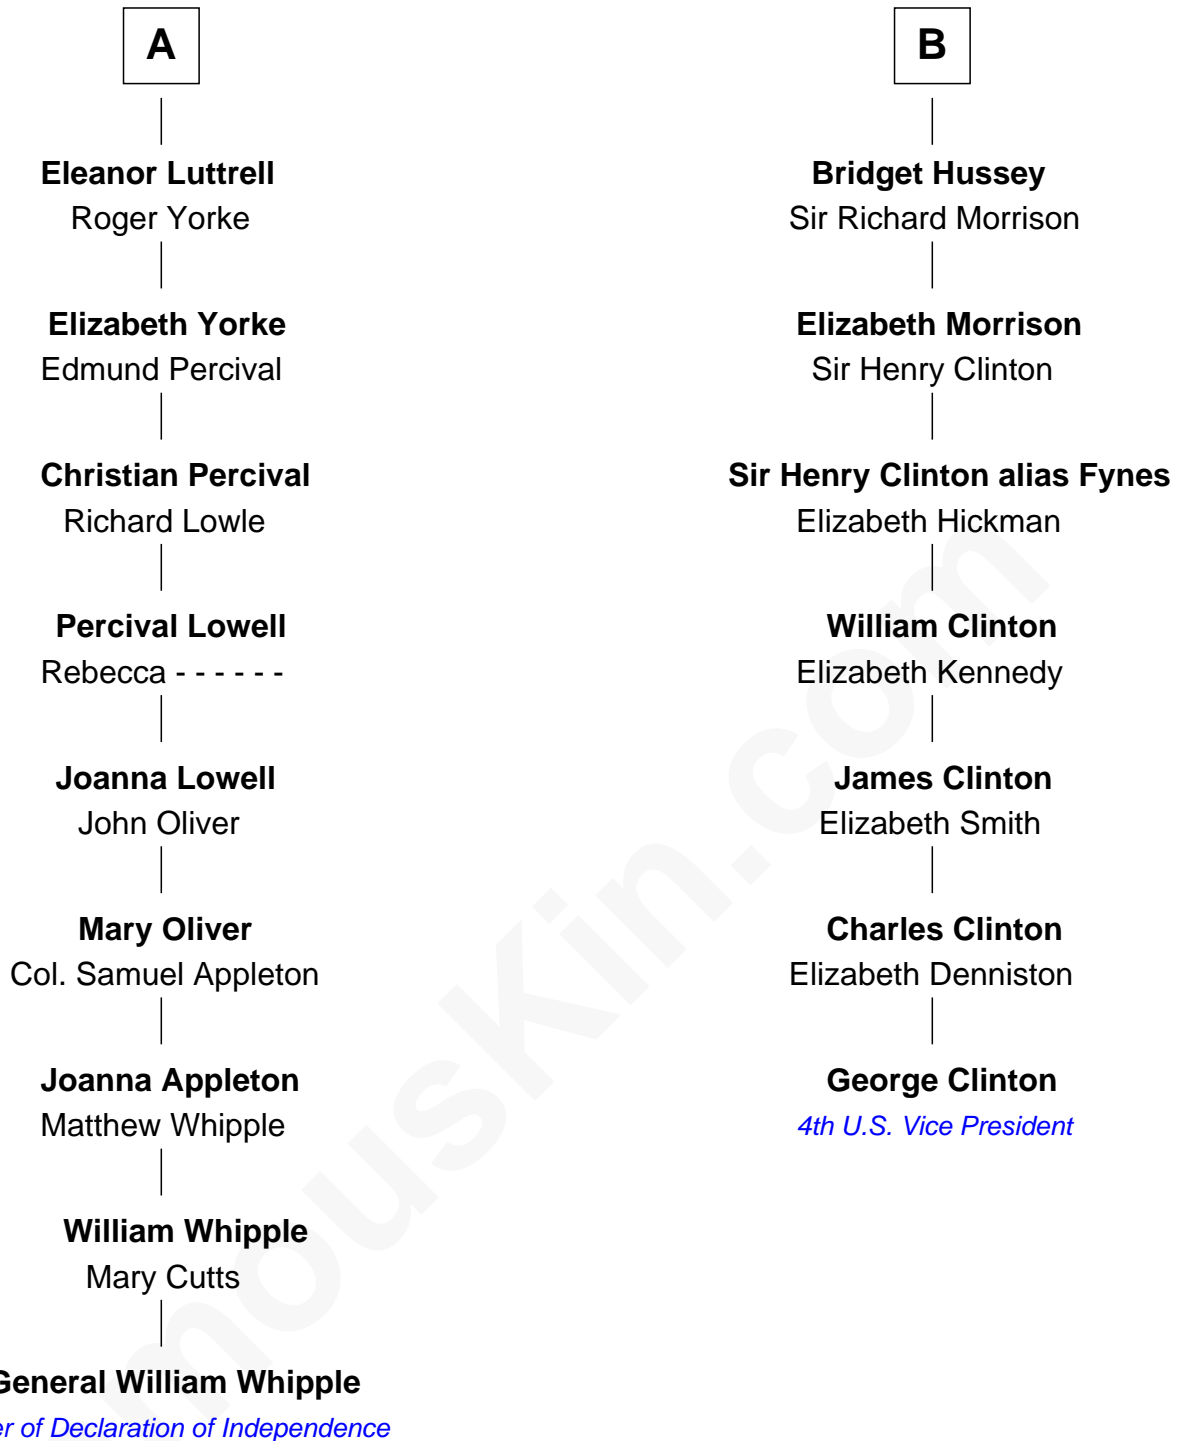 A
Eleanor Luttrell
Roger Yorke
Elizabeth Yorke
Edmund Percival
Christian Percival
Richard Lowle
Percival Lowell
Rebecca - - - - - -
Joanna Lowell
John Oliver
Mary Oliver
Col. Samuel Appleton
Joanna Appleton
Matthew Whipple
William Whipple
Mary Cutts
General William Whipple
er of Declaration of Independence
B
Bridget Hussey
Sir Richard Morrison
Elizabeth Morrison
Sir Henry Clinton
Sir Henry Clinton alias Fynes
Elizabeth Hickman
William Clinton
Elizabeth Kennedy
James Clinton
Elizabeth Smith
Charles Clinton
Elizabeth Denniston
George Clinton
4th U.S. Vice President
mousKin.com